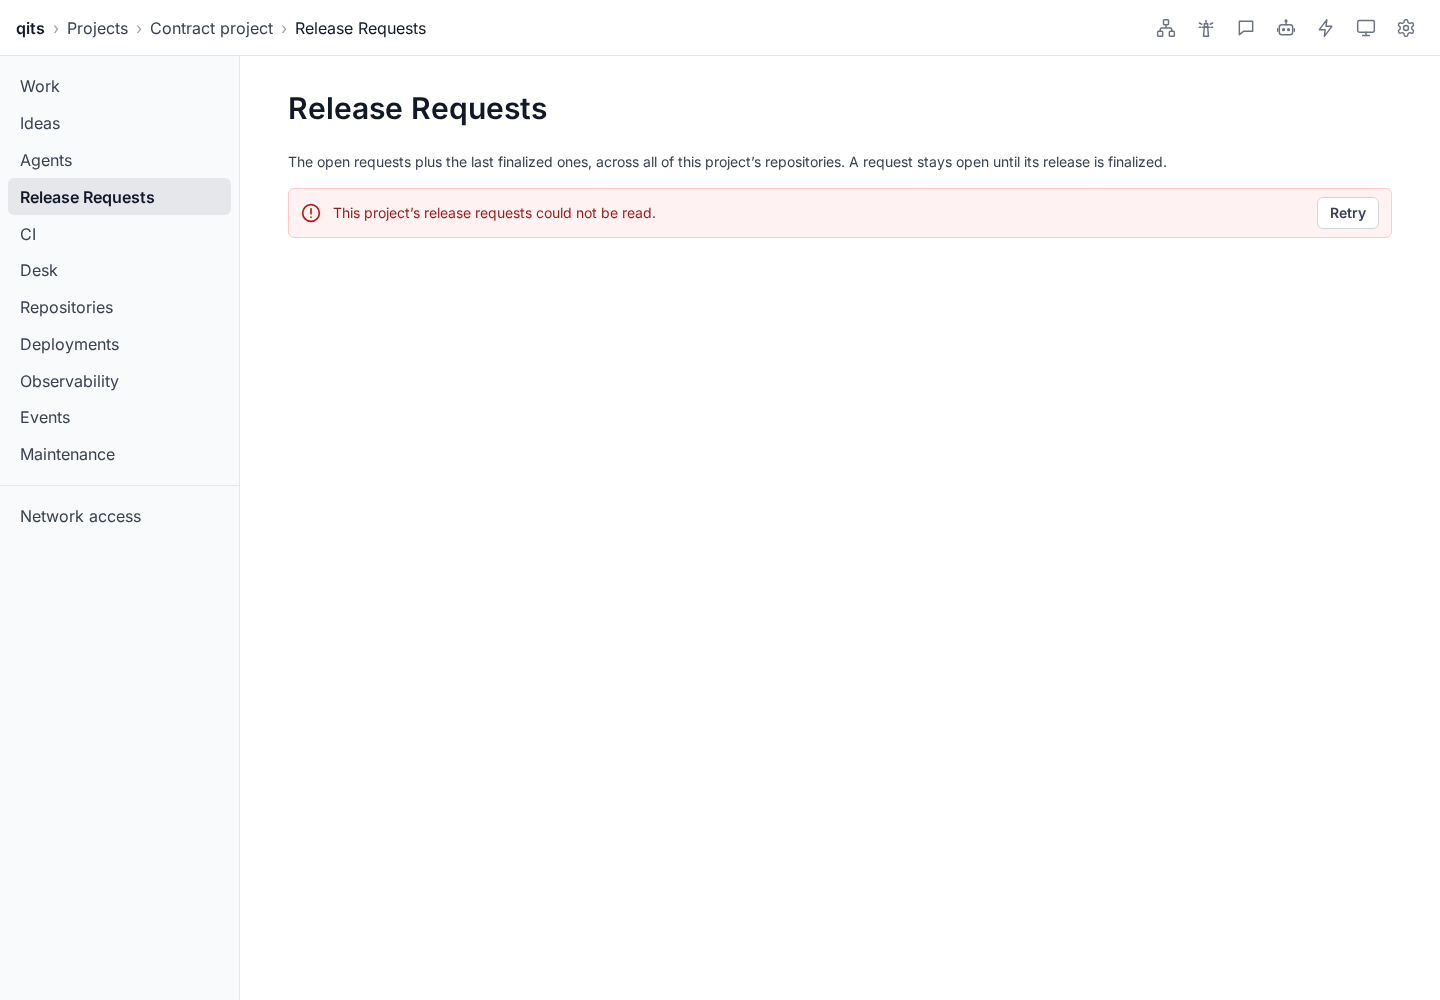 qits › Projects › Contract project › Release Requests
Work
Ideas
Agents
Release Requests
CI
Desk
Repositories
Deployments
Observability
Events
Maintenance
Network access
Release Requests
The open requests plus the last finalized ones, across all of this project’s repositories. A request stays open until its release is finalized.
This project’s release requests could not be read.
Retry